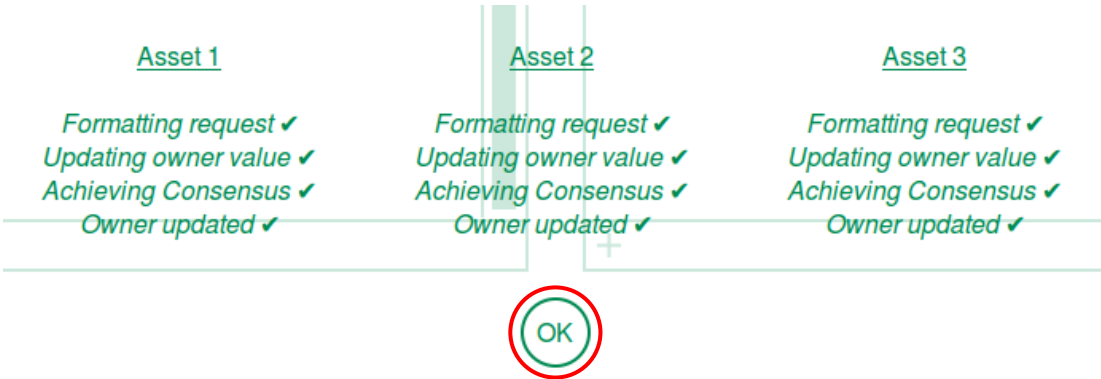 Asset 1
Formatting request ✔
Updating owner value ✔
Achieving Consensus ✔
Owner updated ✔
Asset 2
Formatting request ✔
Updating owner value ✔
Achieving Consensus ✔
Owner updated ✔
Asset 3
Formatting request ✔
Updating owner value ✔
Achieving Consensus ✔
Owner updated ✔
+
OK